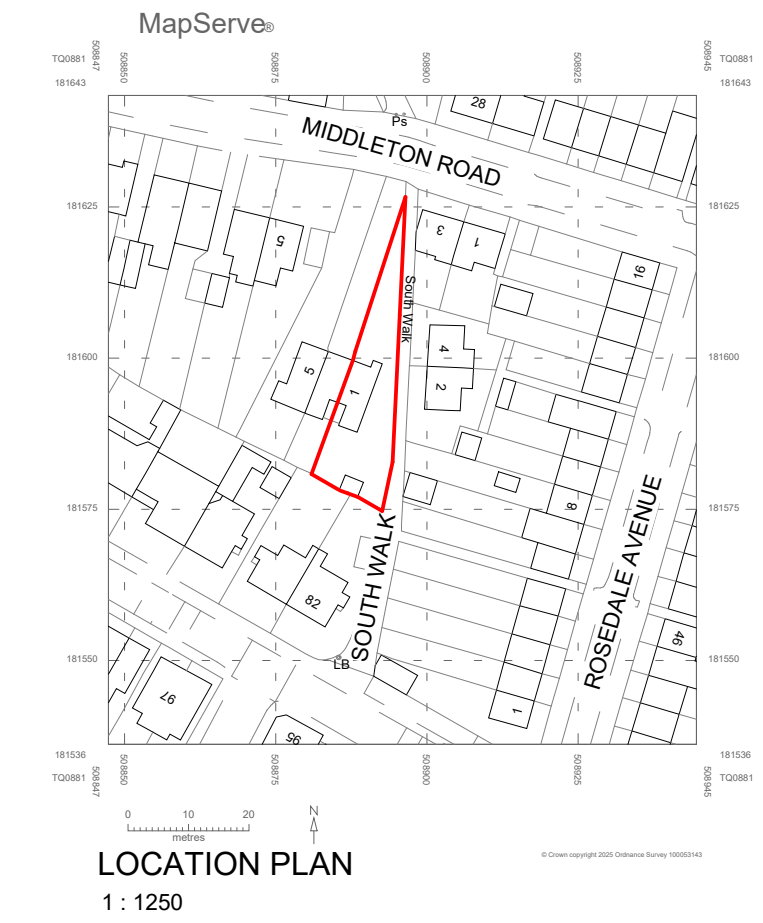 MapServe®
508847
508850
508875
508900
508925
508945
TQ0881
TQ0881
181643
181643
28
Ps
MIDDLETON ROAD
181625
181625
5
3
1
16
South Walk
181600
181600
5
1
4
2
181575
181575
8
SOUTH WALK
ROSEDALE AVENUE
82
181550
181550
LB
46
97
95
1
181536
181536
TQ0881
TQ0881
508847
508850
508875
508900
508925
508945
0 10 20
metres
N
© Crown copyright 2025 Ordnance Survey 100053143
LOCATION PLAN
1 : 1250